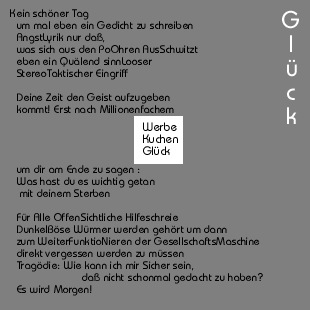 Kein schöner Tag
um mal eben ein Gedicht zu schreiben
AngstLyrik nur daß,
was sich aus den PoOhren AusSchwitzt
eben ein Quälend sinnLooser
StereoTaktischer Eingriff
Deine Zeit den Geist aufzugeben
kommt! Erst nach Millionenfachem
Werbe
Kuchen
Glück
um dir am Ende zu sagen :
Was hast du es wichtig getan
mit deinem Sterben
Für Alle OffenSichtliche Hilfeschreie
DunkelBöse Würmer werden gehört um dann
zum WeiterFunktioNieren der GesellschaftsMaschine
direkt vergessen werden zu müssen
Tragödie: Wie kann ich mir Sicher sein,
daß nicht schonmal gedacht zu haben?
Es wird Morgen!
Glück